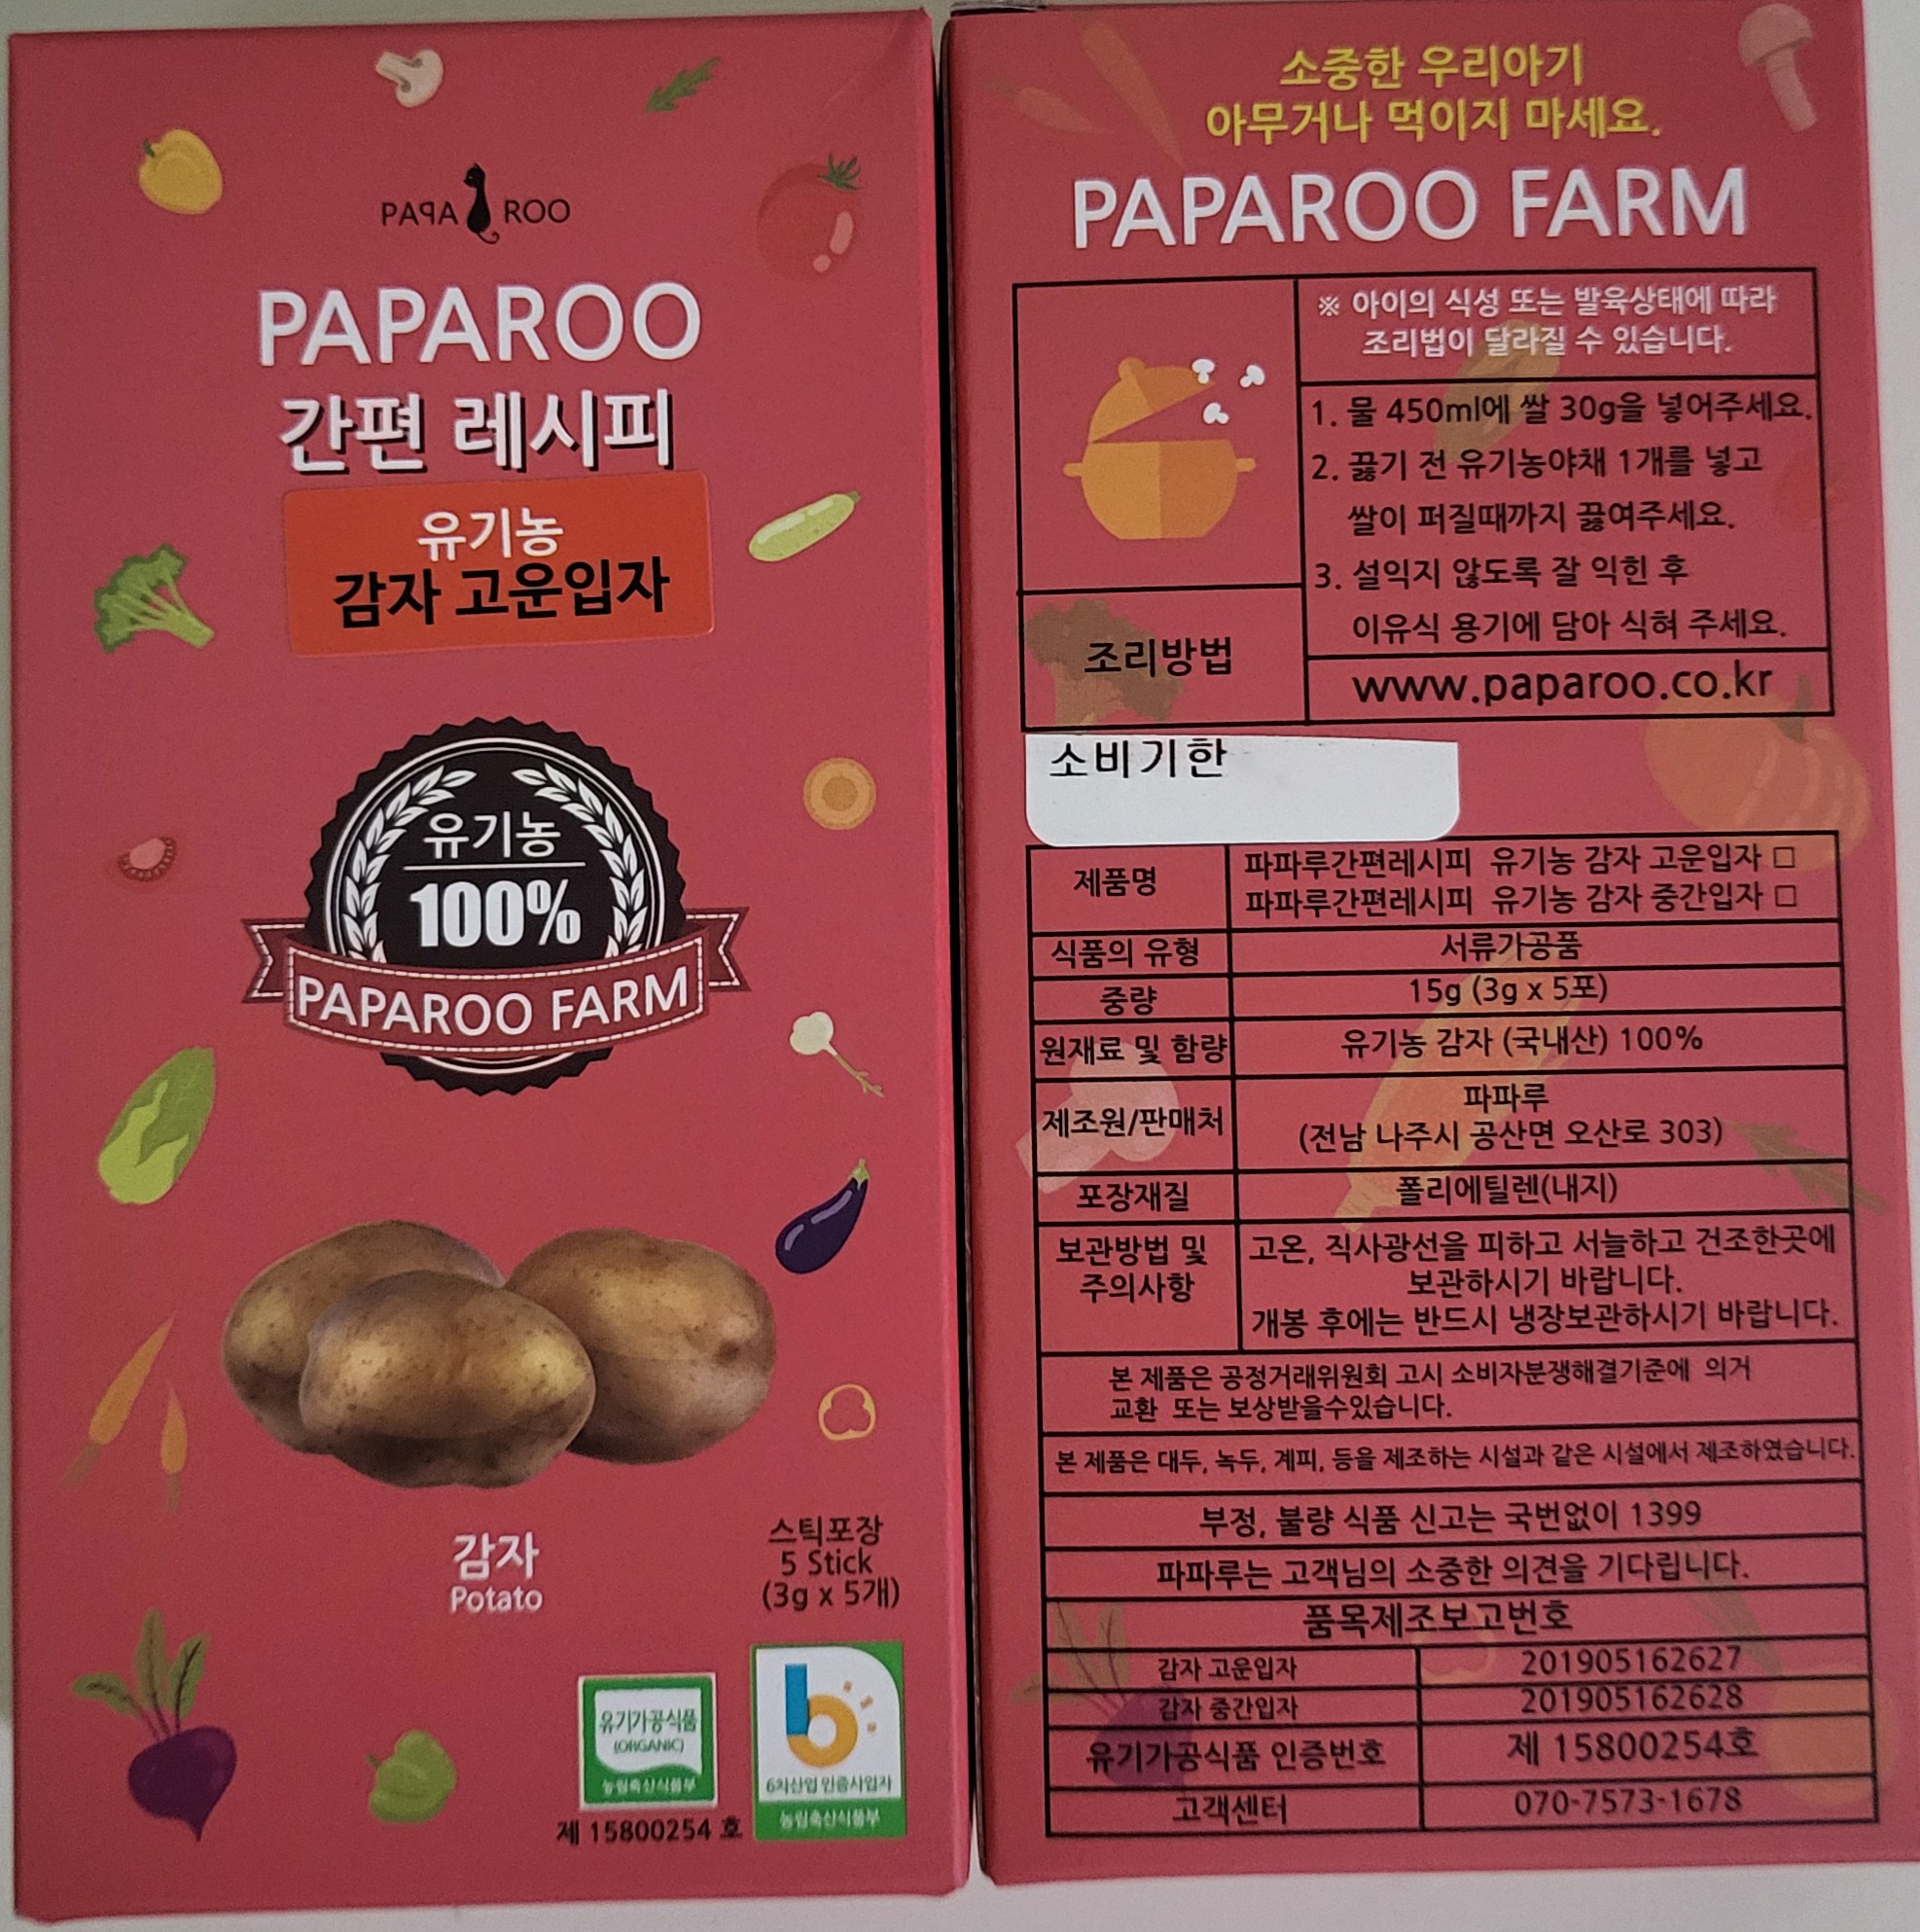 PAPA ROO
PAPAROO
간편 레시피
유기농
감자 고운입자
유기농
100%
PAPAROO FARM
감자
Potato
스틱포장
5 Stick
(3g x 5개)
유기가공식품
(ORGANIC)
농림축산식품부
제 15800254 호
b
6차산업 인증사업자
농림축산식품부
소중한 우리아기
아무거나 먹이지 마세요.
PAPAROO FARM
※ 아이의 식성 또는 발육상태에 따라
조리법이 달라질 수 있습니다.
1. 물 450ml에 쌀 30g을 넣어주세요.
2. 끓기 전 유기농야채 1개를 넣고
쌀이 퍼질때까지 끓여주세요.
3. 설익지 않도록 잘 익힌 후
이유식 용기에 담아 식혀 주세요.
조리방법
www.paparoo.co.kr
소비기한
제품명
파파루간편레시피 유기농 감자 고운입자 □
파파루간편레시피 유기농 감자 중간입자 □
식품의 유형
서류가공품
중량
15g (3g x 5포)
원재료 및 함량
유기농 감자 (국내산) 100%
제조원/판매처
파파루
(전남 나주시 공산면 오산로 303)
포장재질
폴리에틸렌(내지)
보관방법 및
주의사항
고온, 직사광선을 피하고 서늘하고 건조한곳에
보관하시기 바랍니다.
개봉 후에는 반드시 냉장보관하시기 바랍니다.
본 제품은 공정거래위원회 고시 소비자분쟁해결기준에 의거
교환 또는 보상받을수있습니다.
본 제품은 대두, 녹두, 계피, 등을 제조하는 시설과 같은 시설에서 제조하였습니다.
부정, 불량 식품 신고는 국번없이 1399
파파루는 고객님의 소중한 의견을 기다립니다.
품목제조보고번호
감자 고운입자
201905162627
감자 중간입자
201905162628
유기가공식품 인증번호
제 15800254호
고객센터
070-7573-1678